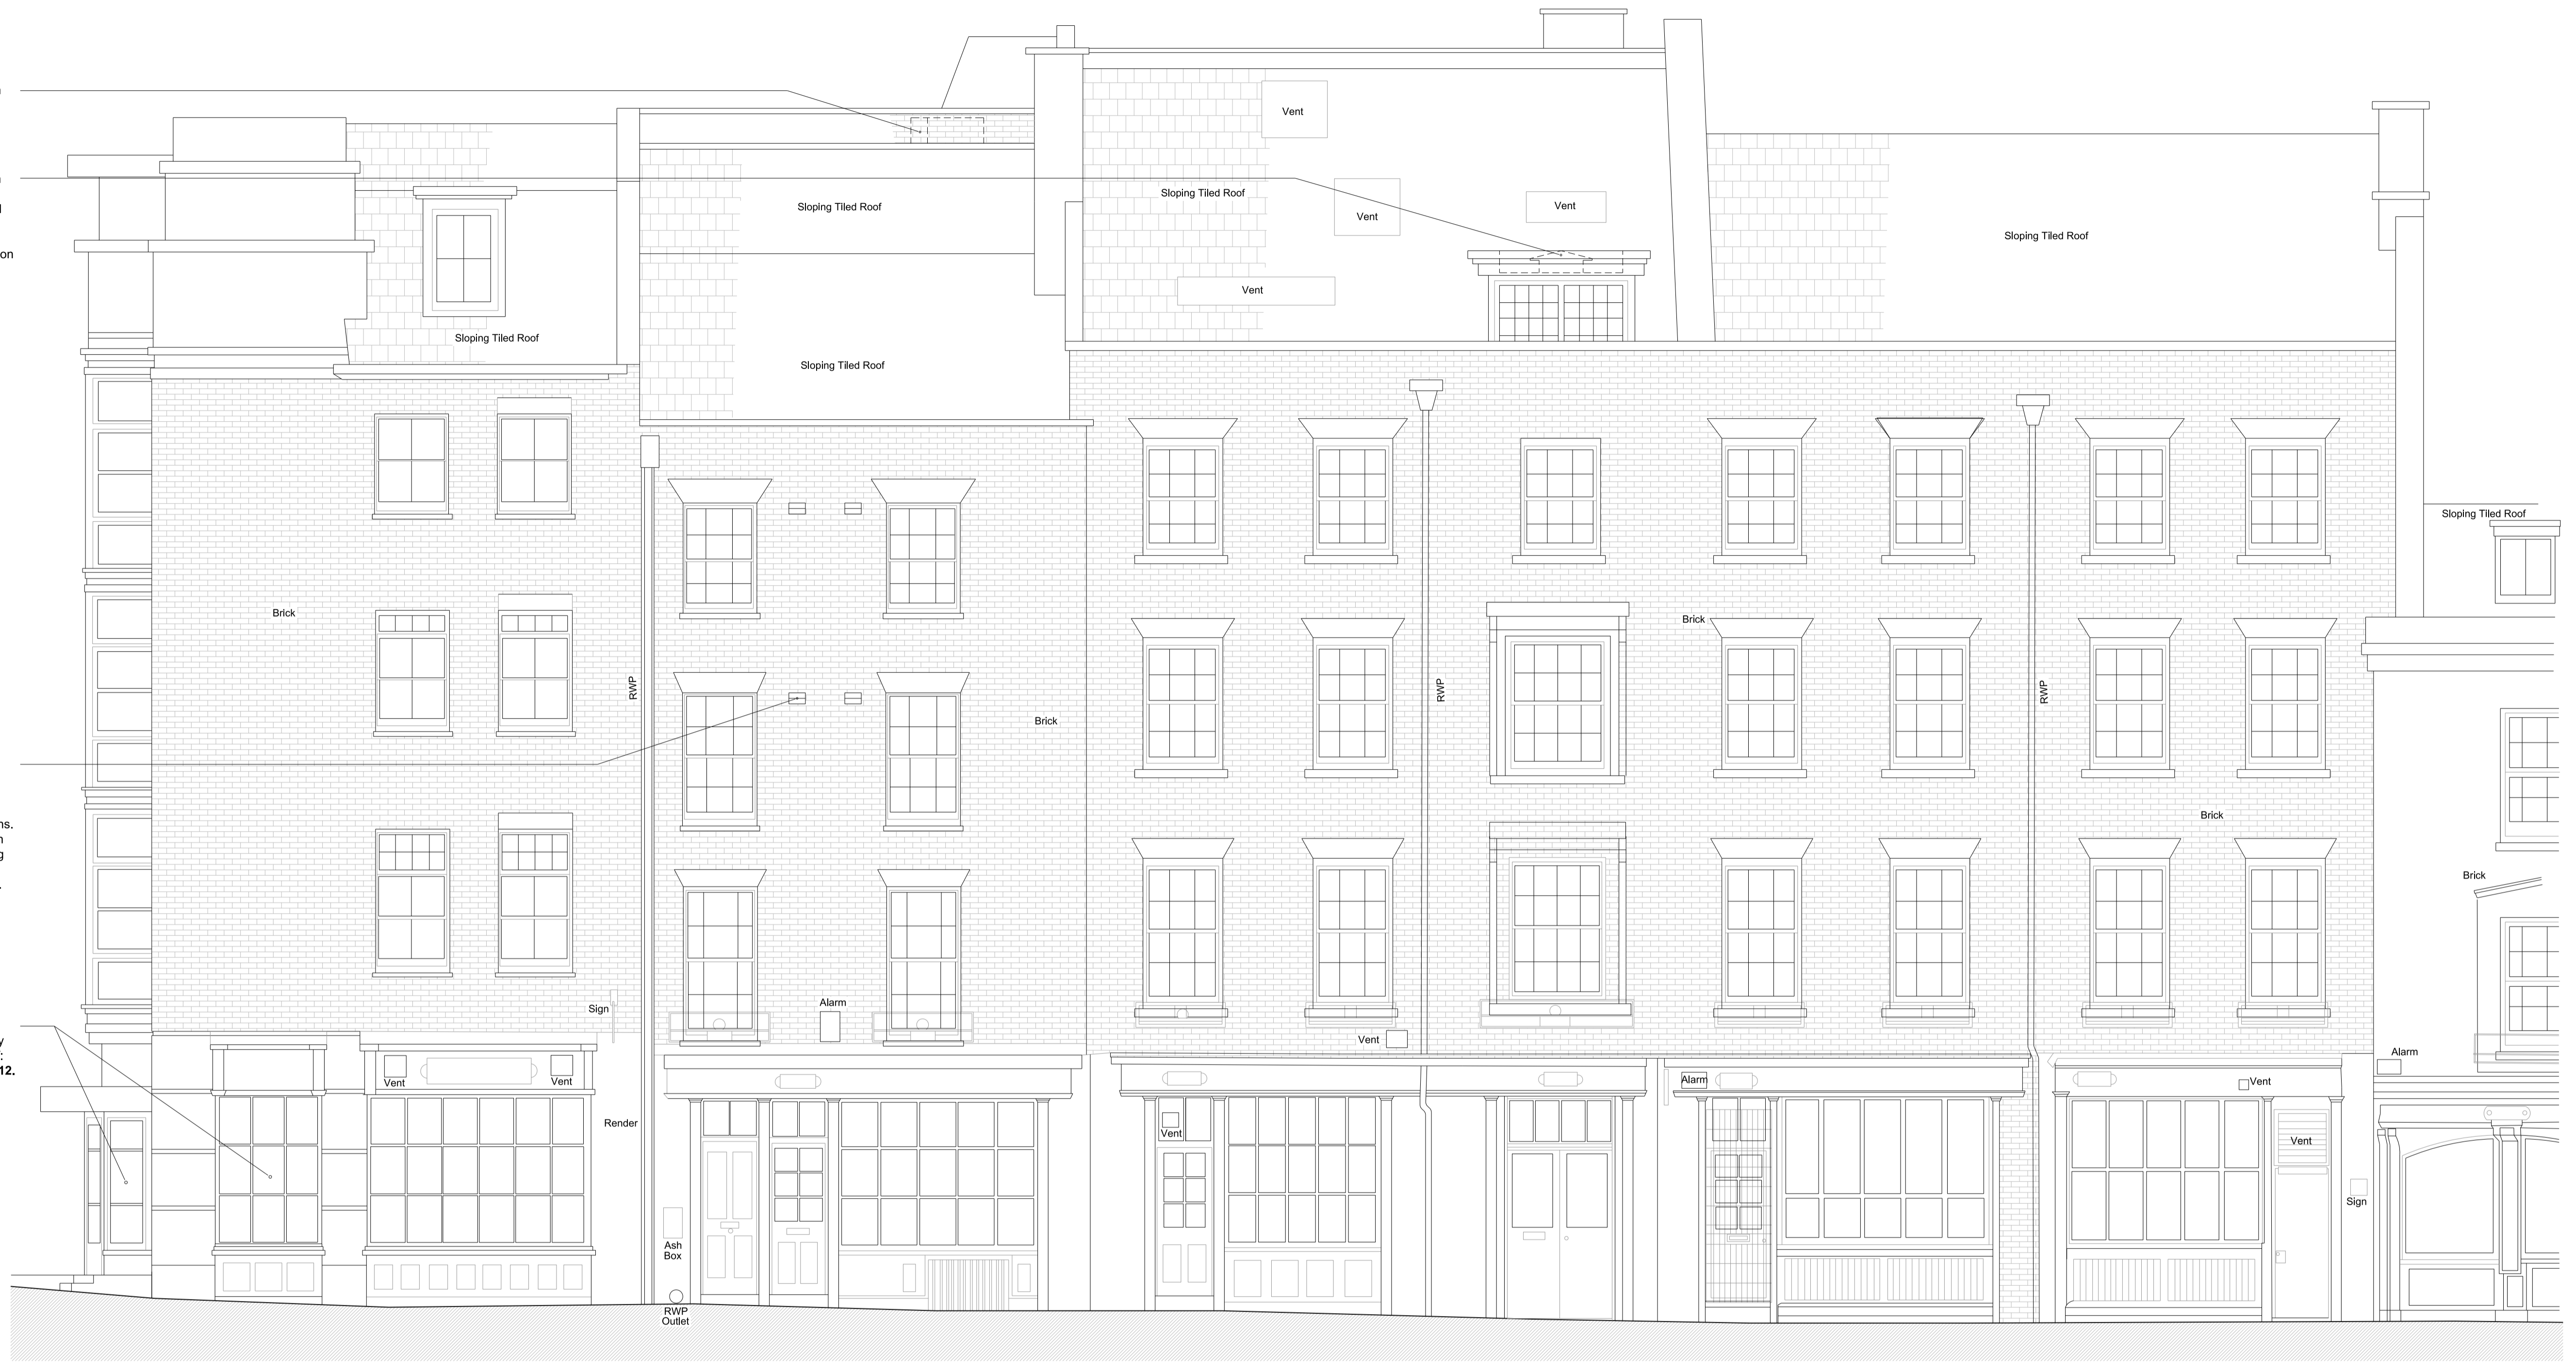 Vent
Sloping Tiled Roof
Sloping Tiled Roof
Vent
Vent
Sloping Tiled Roof
on
Vent
Sloping Tiled Roof
Sloping Tiled Roof
Sloping Tiled Roof
Brick
Brick
RWP
RWP
RWP
Brick
Brick
Brick
ns.
Sign
Alarm
Vent
Alarm
12.
Vent
Vent
Alarm
Vent
Render
Vent
Vent
Sign
Ash
Box
RWP
Outlet